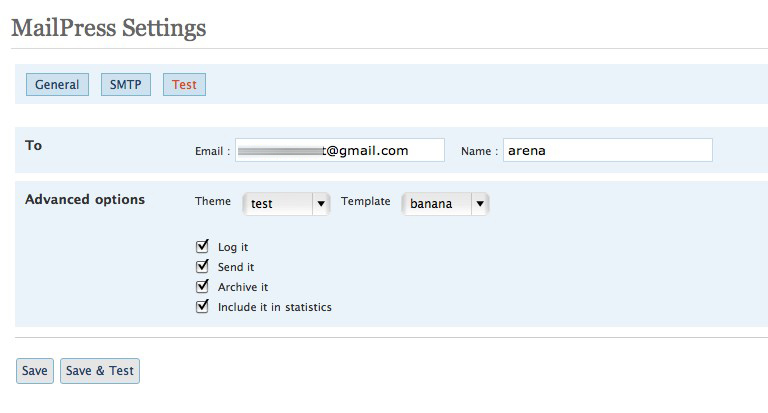 MailPress Settings
General SMTP Test
To Email : t@gmail.com Name : arena
Advanced options Theme test Template banana
Log it
Send it
Archive it
Include it in statistics
Save Save & Test